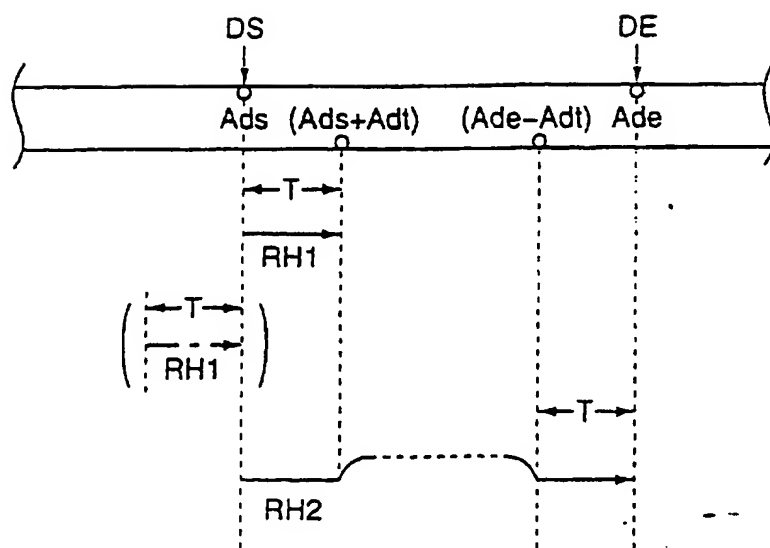 DS DE
Ads (Ads+Adt) (Ade−Adt) Ade
T
RH1
T
RH1
T
RH2